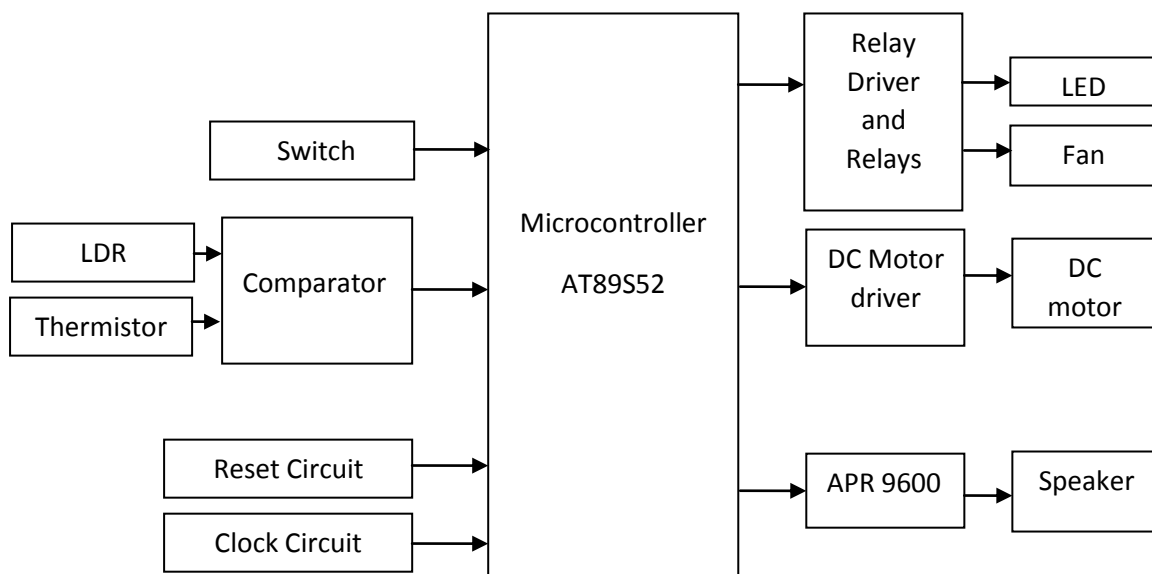 Switch
LDR
Thermistor
Comparator
Reset Circuit
Clock Circuit
Microcontroller
AT89S52
Relay
Driver
and
Relays
LED
Fan
DC Motor
driver
DC
motor
APR 9600
Speaker